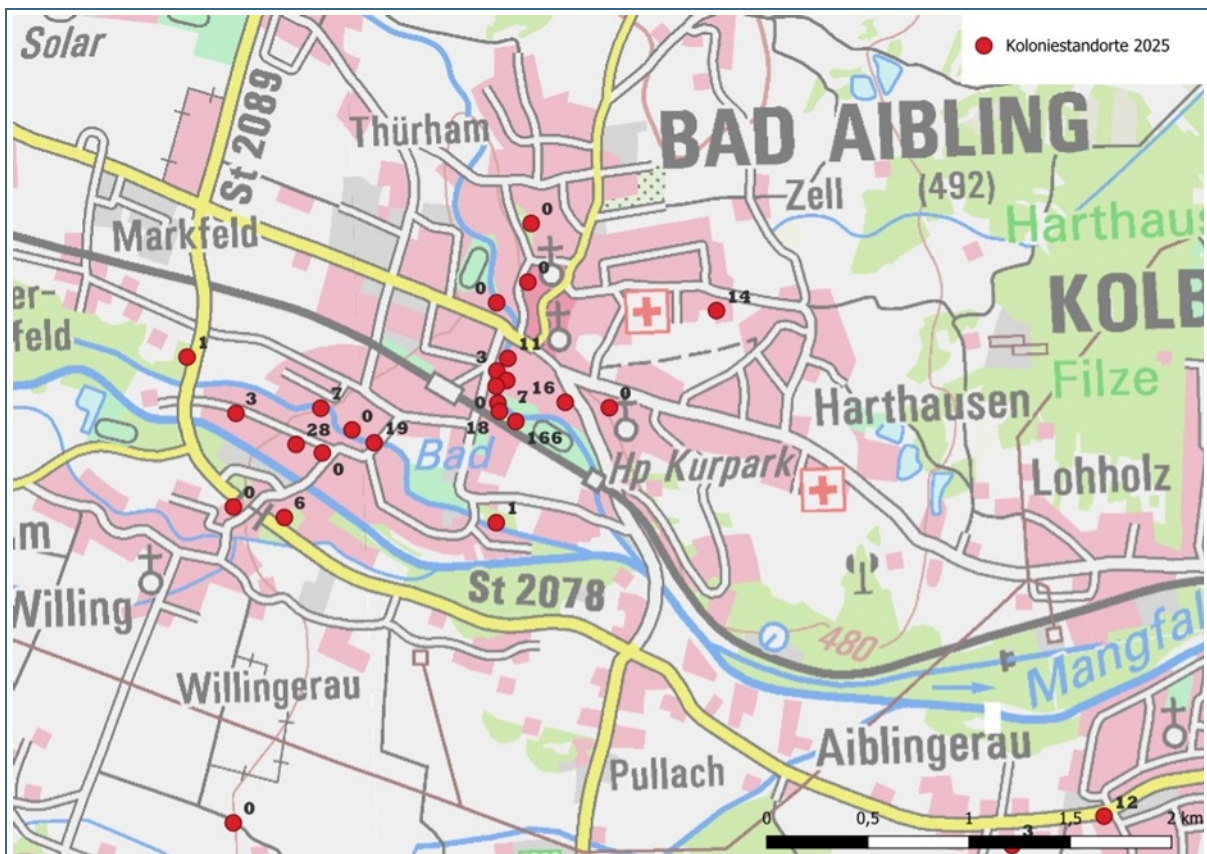 Solar
Koloniestandorte 2025
St 2089
Thürham
BAD AIBLING
(492)
Zell
Harthaus
Markfeld
KOLB
Filze
er-
feld
0
0
0
14
1
3
11
3
7
0
28
0
19
0
7
16
0
18
166
Harthausen
Bad
Hp Kurpark
Lohholz
0
6
1
m
Willing
St 2078
480
Mangfal
Willingerau
Aiblingerau
Pullach
0
12
3
0 0,5 1 1,5 2 km